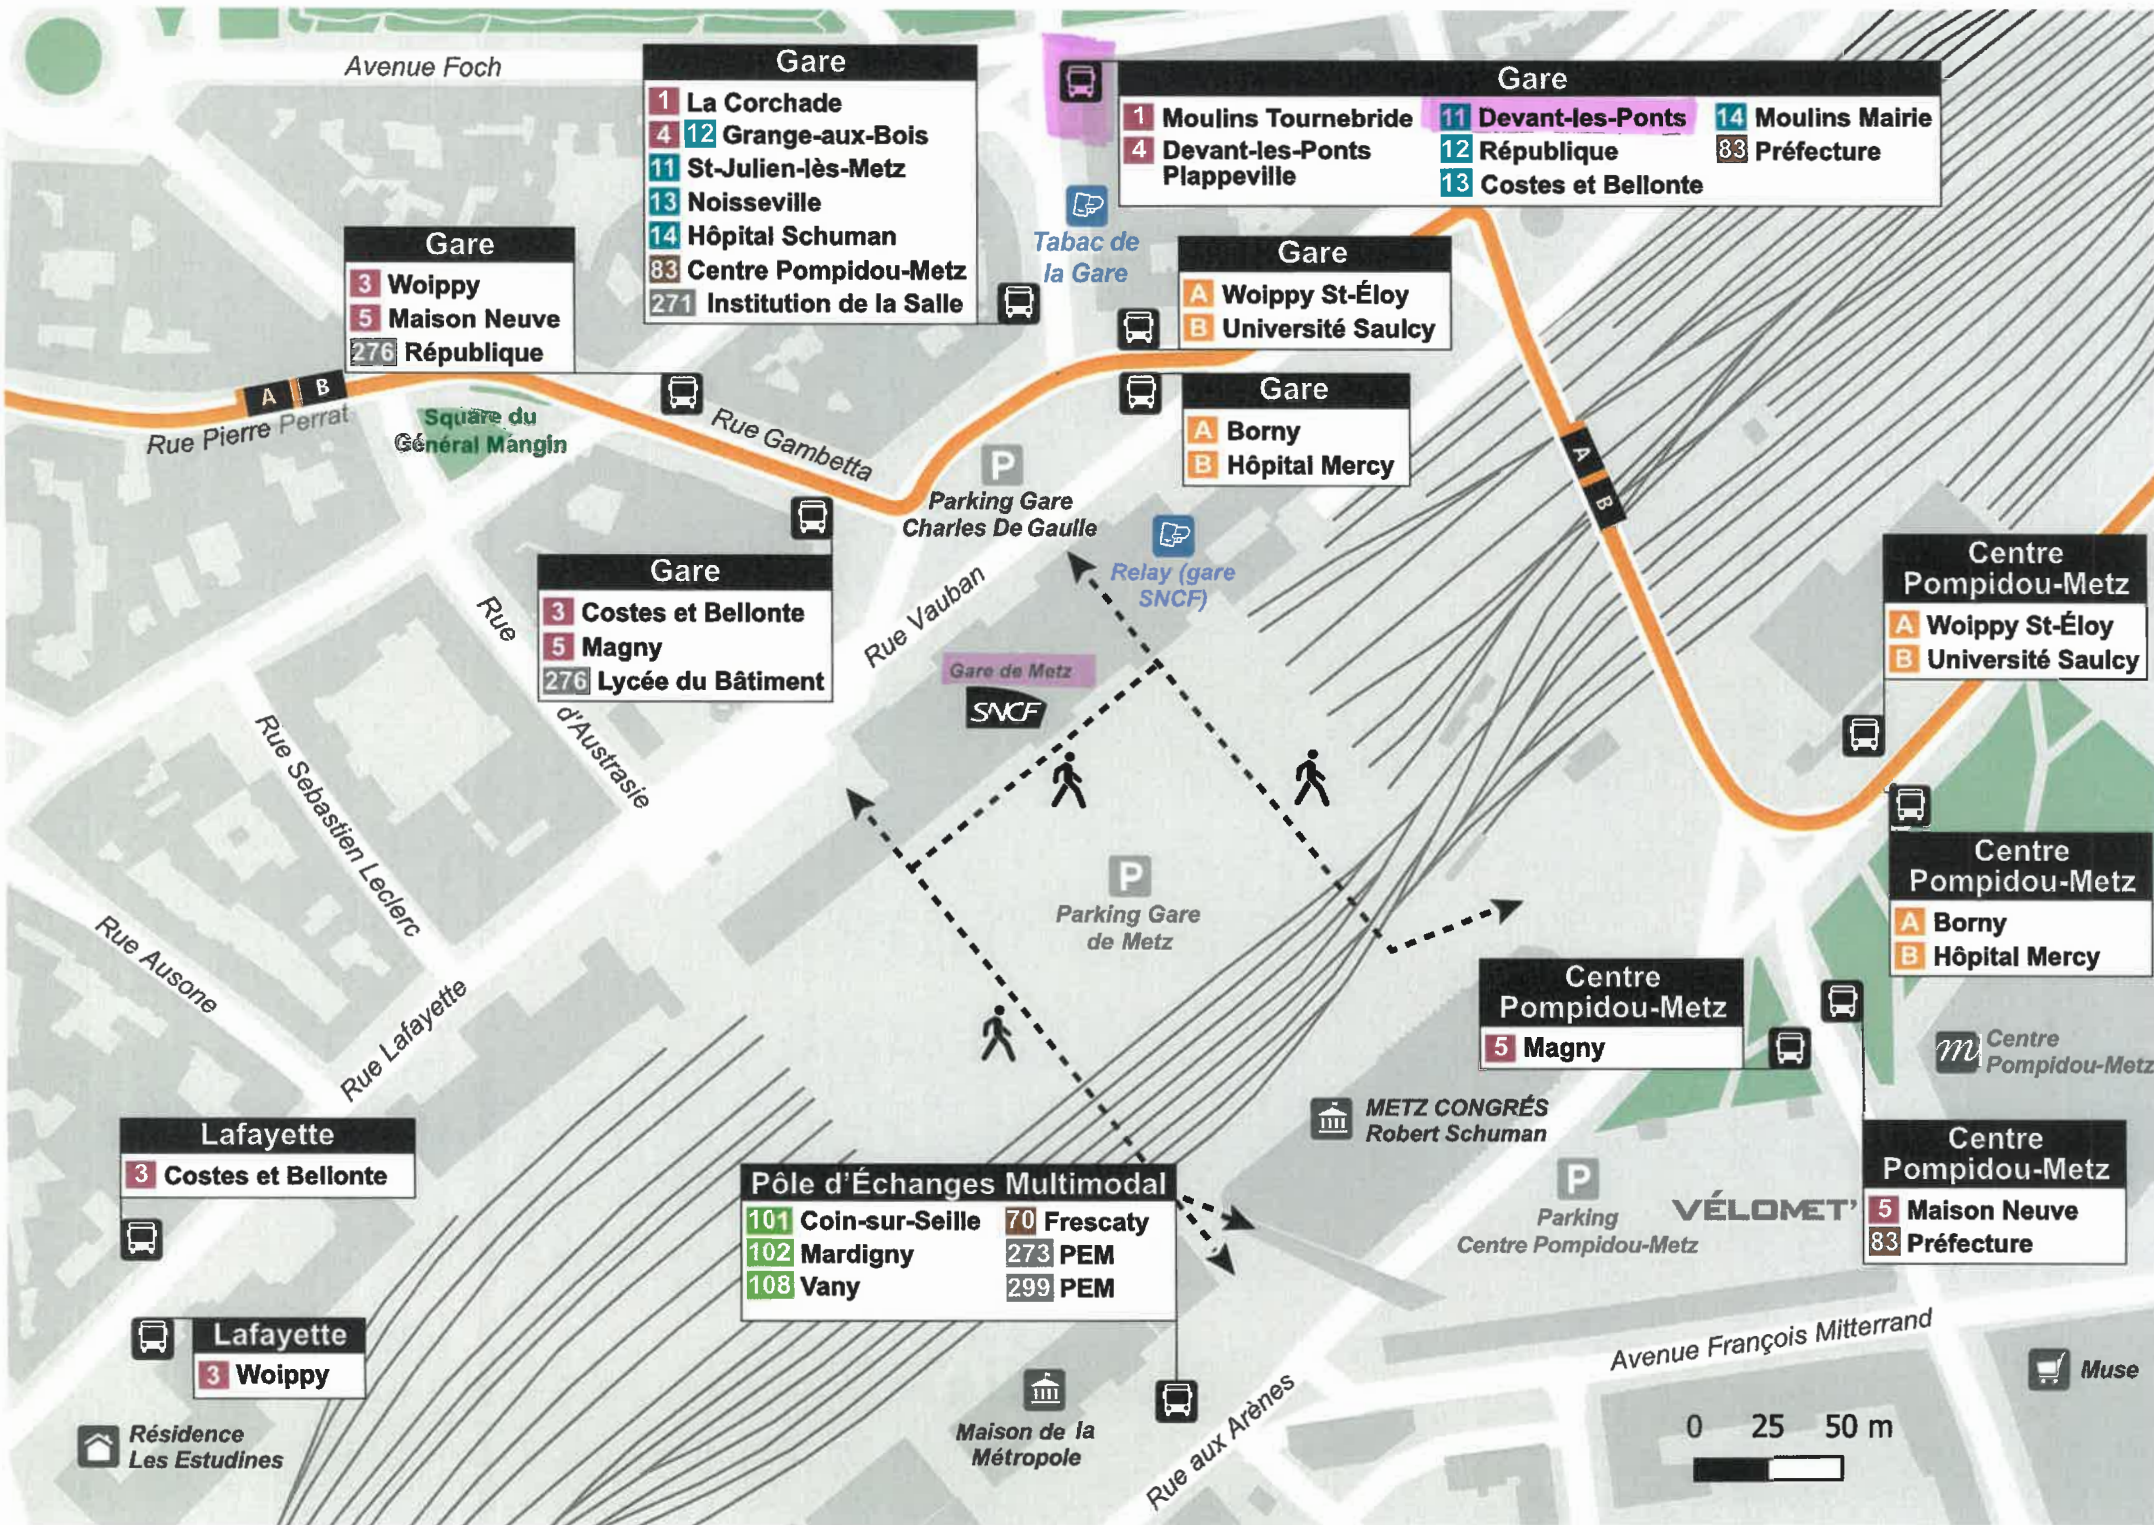 Avenue Foch
Gare
1 La Corchade
4 12 Grange-aux-Bois
11 St-Julien-lès-Metz
13 Noisseville
14 Hôpital Schuman
83 Centre Pompidou-Metz
271 Institution de la Salle
Gare
1 Moulins Tournebride
4 Devant-les-Ponts
Plappeville
11 Devant-les-Ponts
12 République
13 Costes et Bellonte
14 Moulins Mairie
83 Préfecture
Tabac de
la Gare
Gare
3 Woippy
5 Maison Neuve
276 République
Gare
A Woippy St-Éloy
B Université Saulcy
Gare
A Borny
B Hôpital Mercy
A B
Rue Pierre Perrat
Square du
Général Mangin
Rue Gambetta
P
Parking Gare
Charles De Gaulle
A
B
Relay (gare
SNCF)
Gare
3 Costes et Bellonte
5 Magny
276 Lycée du Bâtiment
Rue Vauban
Rue
d'Austrasie
Gare de Metz
SNCF
Centre
Pompidou-Metz
A Woippy St-Éloy
B Université Saulcy
Rue Sebastien Leclerc
P
Parking Gare
de Metz
Centre
Pompidou-Metz
A Borny
B Hôpital Mercy
Rue Ausone
Rue Lafayette
Centre
Pompidou-Metz
5 Magny
m Centre
Pompidou-Metz
METZ CONGRÉS
Robert Schuman
Lafayette
3 Costes et Bellonte
Pôle d'Échanges Multimodal
101 Coin-sur-Seille
102 Mardigny
108 Vany
70 Frescaty
273 PEM
299 PEM
Centre
Pompidou-Metz
5 Maison Neuve
83 Préfecture
P
Parking
Centre Pompidou-Metz
VÉLOMET'
Lafayette
3 Woippy
Avenue François Mitterrand
Muse
Résidence
Les Estudines
Maison de la
Métropole
Rue aux Arènes
0 25 50 m